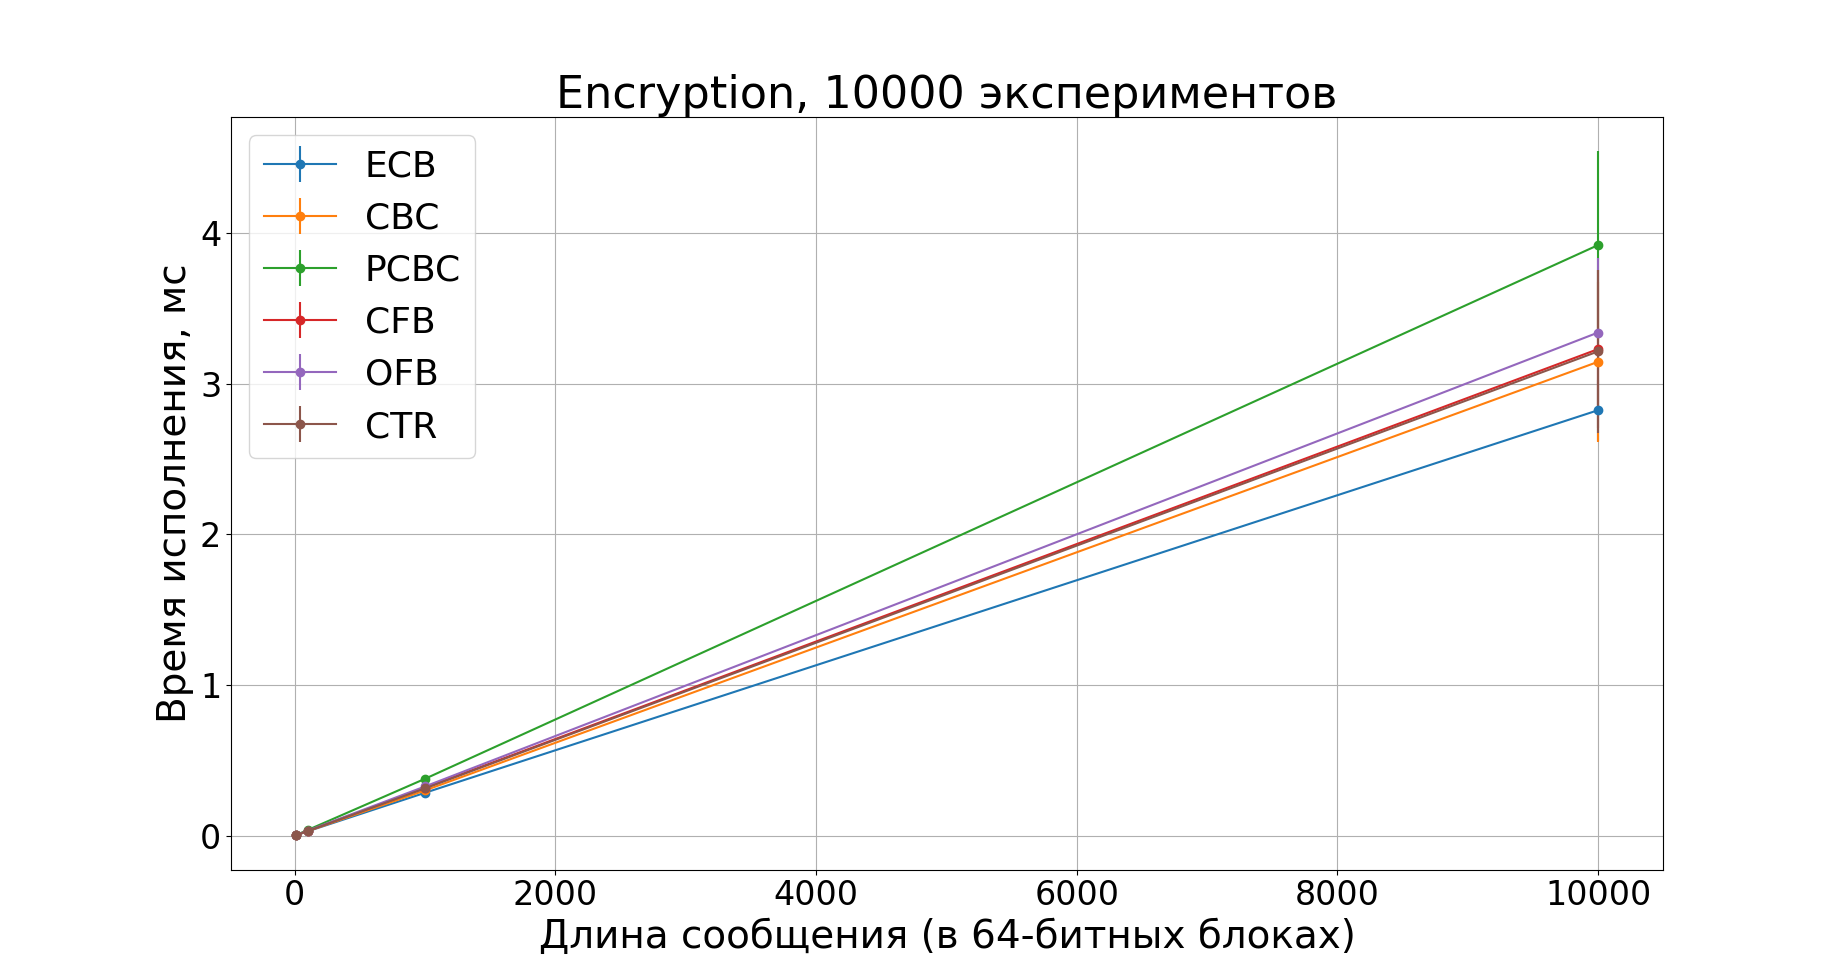 Encryption, 10000 экспериментов
ECB
CBC
PCBC
CFB
OFB
CTR
Время исполнения, мс
4
3
2
1
0
0 2000 4000 6000 8000 10000
Длина сообщения (в 64-битных блоках)